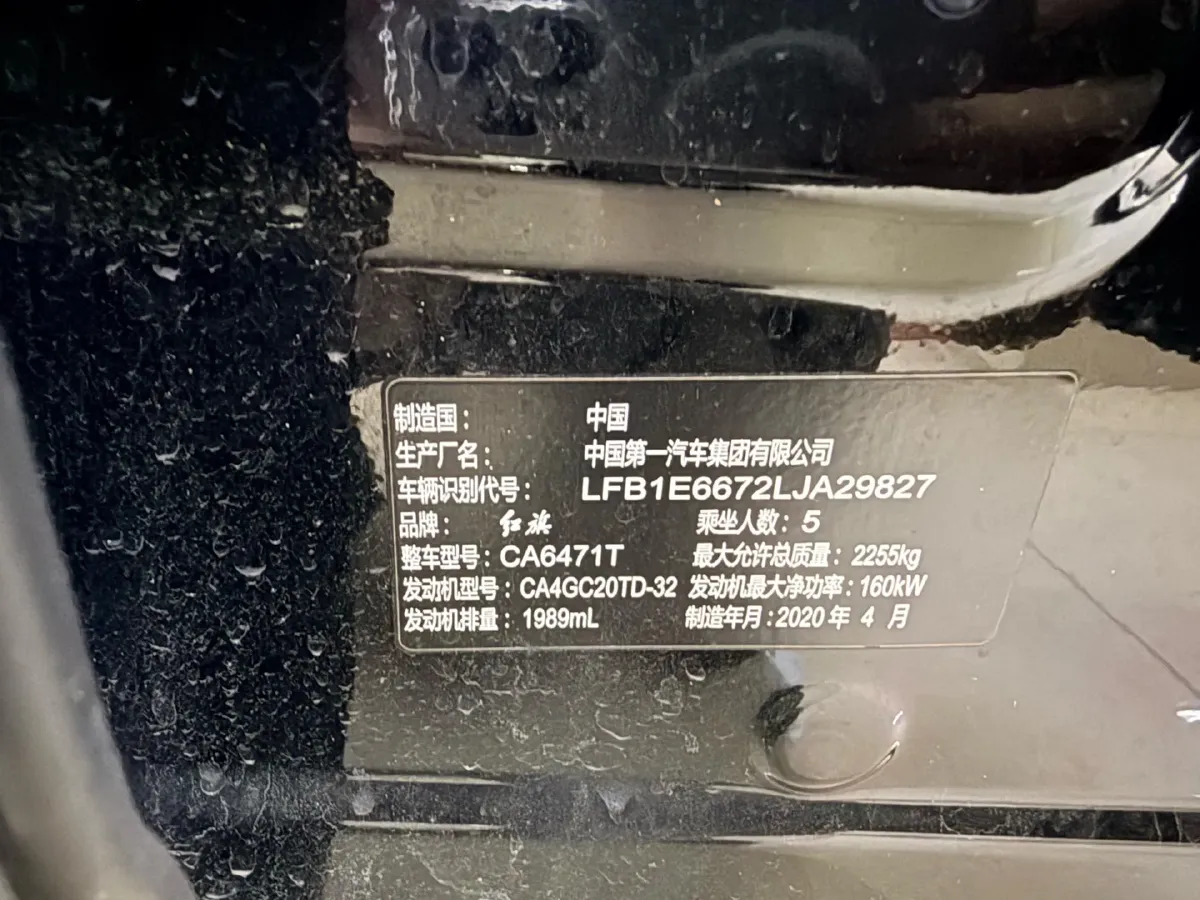 制造国： 中国
生产厂名： 中国第一汽车集团有限公司
车辆识别代号： LFB1E6672LJA29827
品牌： 红旗 乘坐人数： 5
整车型号： CA6471T 最大允许总质量： 2255kg
发动机型号： CA4GC20TD-32 发动机最大净功率： 160kW
发动机排量： 1989mL 制造年月： 2020 年 4 月